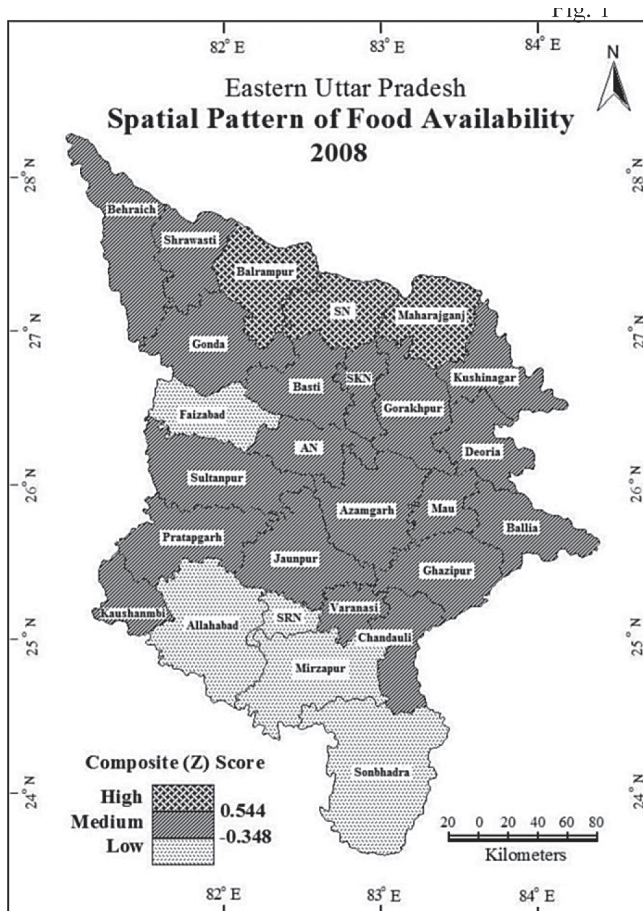 Fig. 1
82° E 83° E 84° E
Eastern Uttar Pradesh
Spatial Pattern of Food Availability
2008
N
28° N 28° N
Behraich
Shrawasti
Balrampur
SN
Maharajganj
27° N 27° N
Gonda
Basti
SKN
Kushinagar
Gorakhpur
Faizabad
AN
Deoria
Sultanpur
26° N 26° N
Azamgarh
Mau
Ballia
Pratapgarh
Jaunpur
Ghazipur
Kaushanmbi
Allahabad
SRN
Varanasi
Chandauli
25° N 25° N
Mirzapur
Sonbhadra
Composite (Z) Score
High
0.544
Medium
-0.348
Low
24° N 24° N
20 0 20 40 60 80
Kilometers
82° E 83° E 84° E